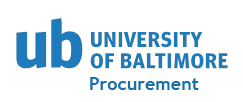 ub UNIVERSITY
OF BALTIMORE
Procurement